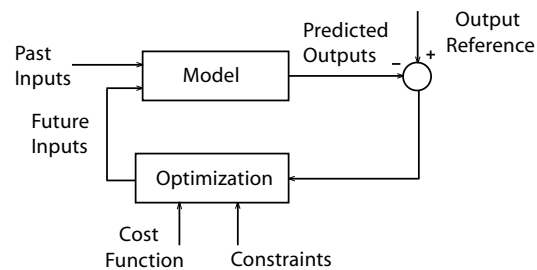 Past
Inputs
Model
Predicted
Outputs
−
+
Output
Reference
Future
Inputs
Optimization
Cost
Function
Constraints